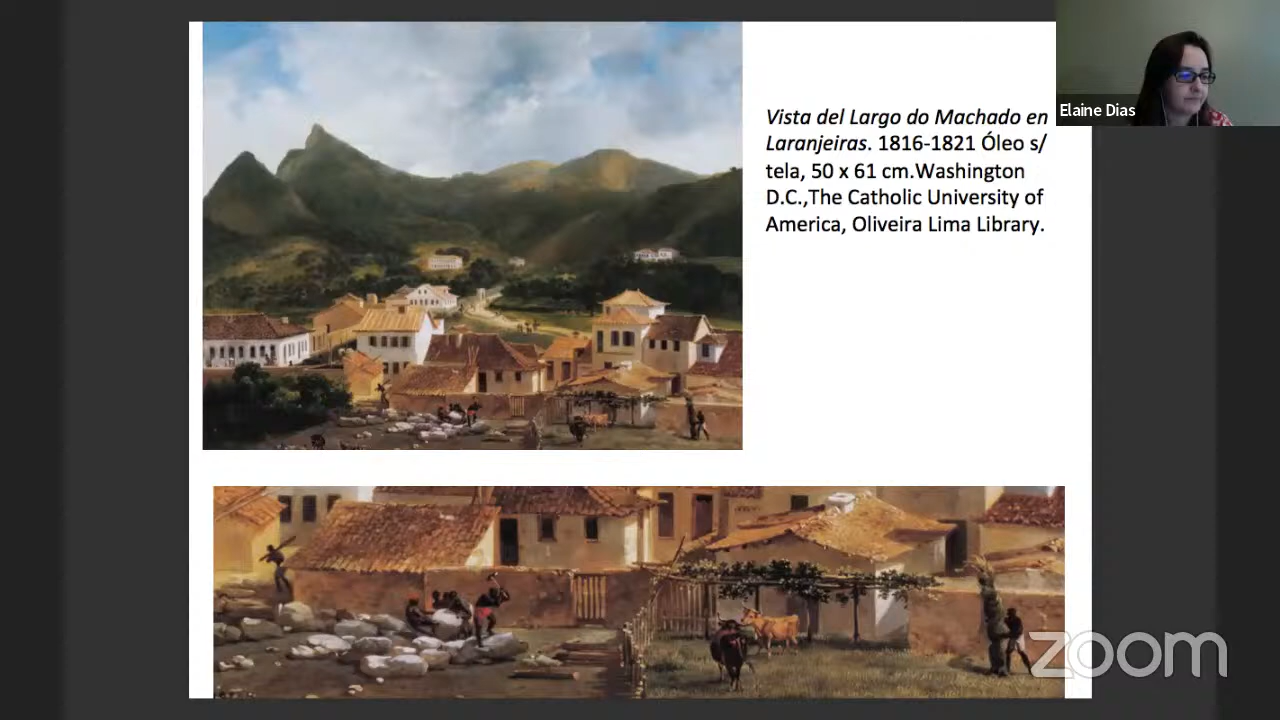 Elaine Dias
Vista del Largo do Machado en
Laranjeiras. 1816-1821 Óleo s/
tela, 50 x 61 cm.Washington
D.C.,The Catholic University of
America, Oliveira Lima Library.
zoom